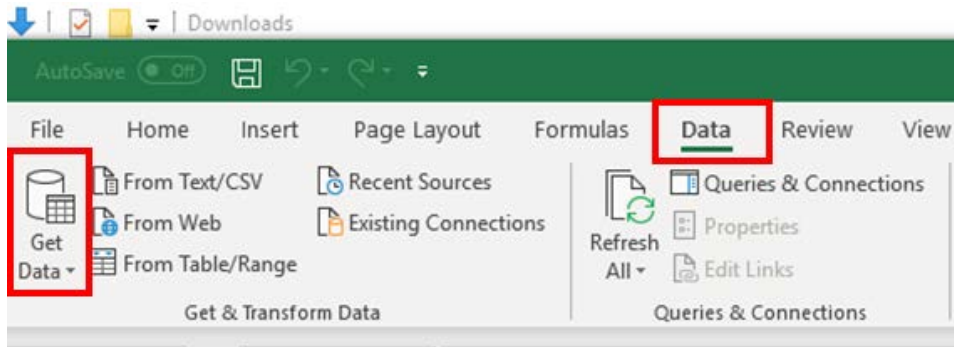 Downloads
AutoSave Off
File Home Insert Page Layout Formulas Data Review View
Get Data
From Text/CSV
From Web
From Table/Range
Recent Sources
Existing Connections
Get & Transform Data
Refresh All
Queries & Connections
Properties
Edit Links
Queries & Connections